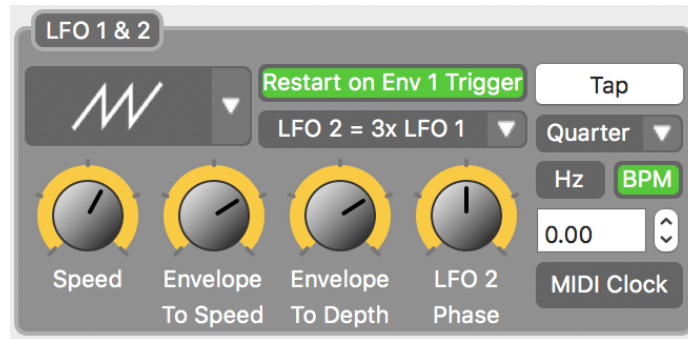 LFO 1 & 2
Restart on Env 1 Trigger
Tap
LFO 2 = 3x LFO 1
Quarter
Hz
BPM
0.00
Speed
Envelope
To Speed
Envelope
To Depth
LFO 2
Phase
MIDI Clock